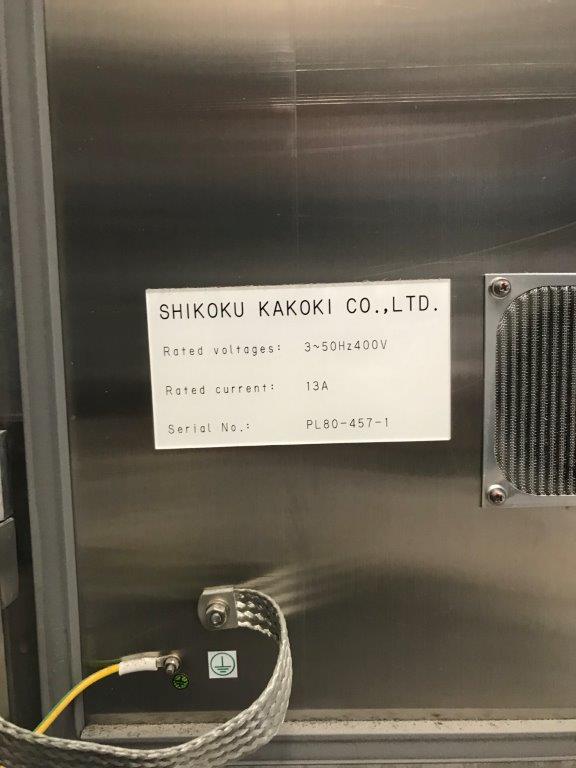 SHIKOKU KAKOKI CO.,LTD.
Rated voltages: 3~50Hz400V
Rated current: 13A
Serial No.: PL80-457-1